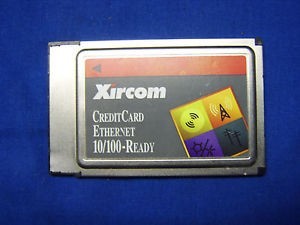 Xircom
CREDITCARD
ETHERNET
10/100-READY